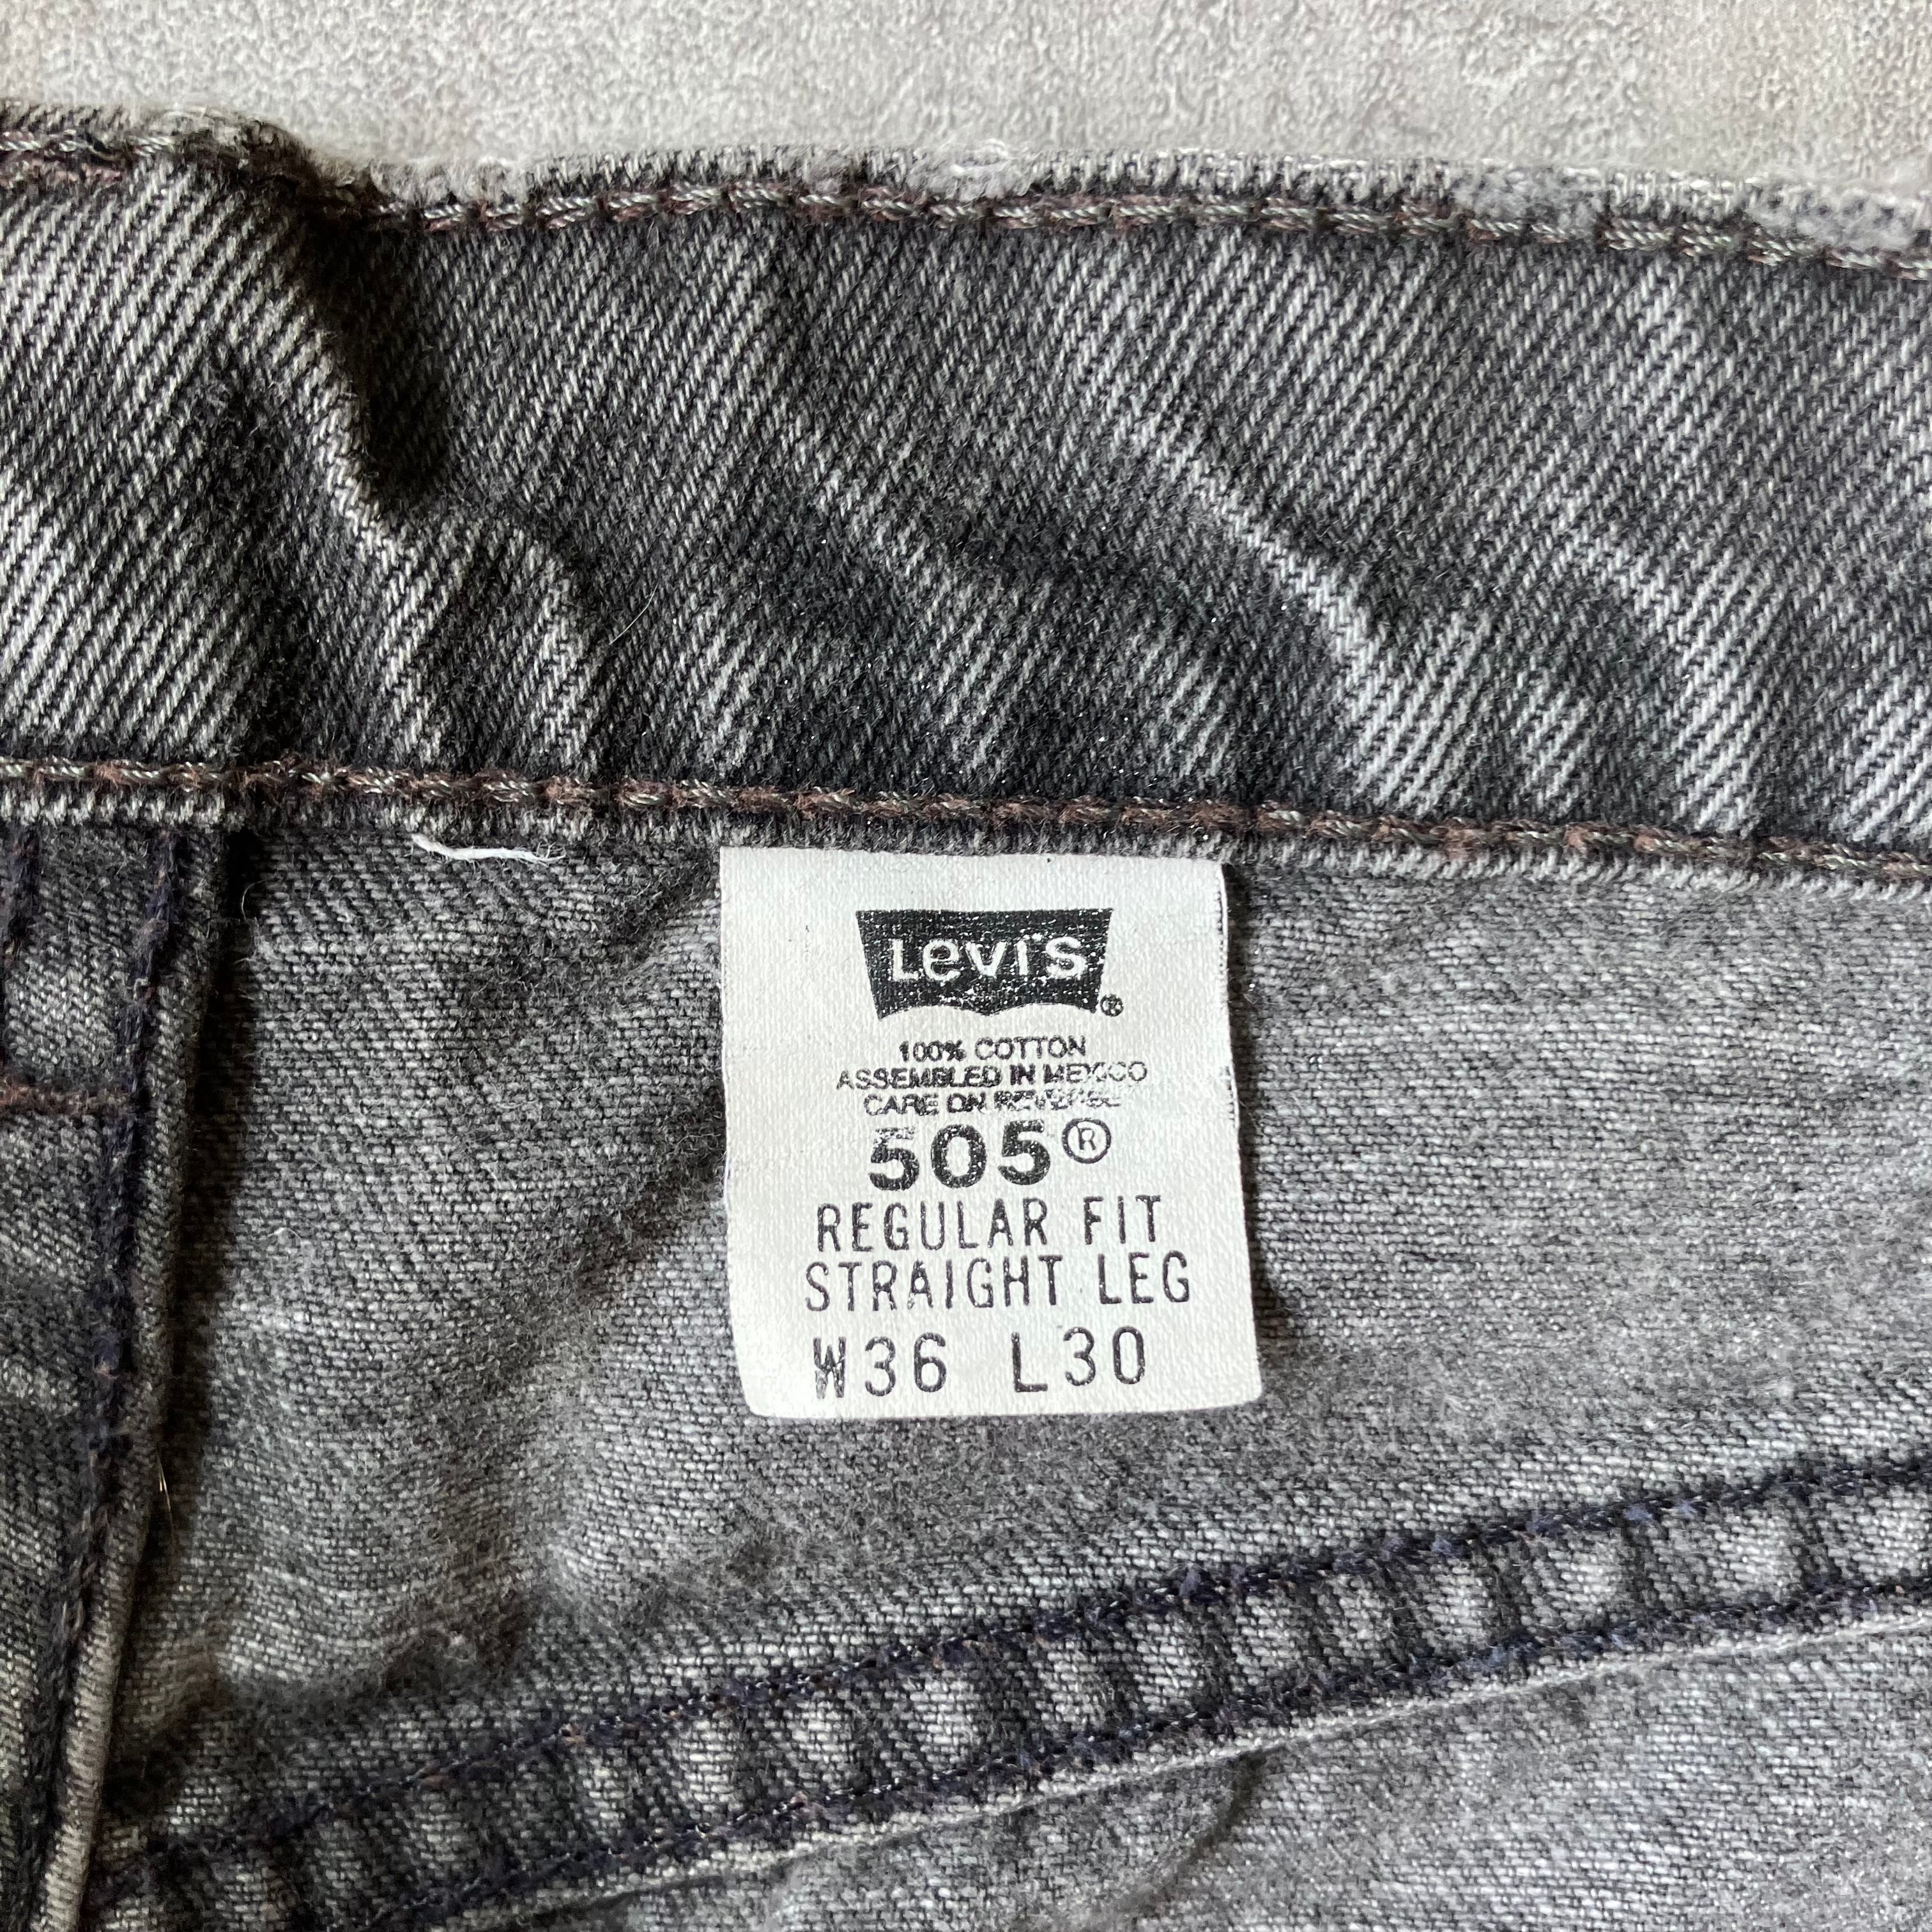 Levi's®
100% COTTON
ASSEMBLED IN MEXICO
CARE ON REVERSE
505®
REGULAR FIT
STRAIGHT LEG
W36 L30